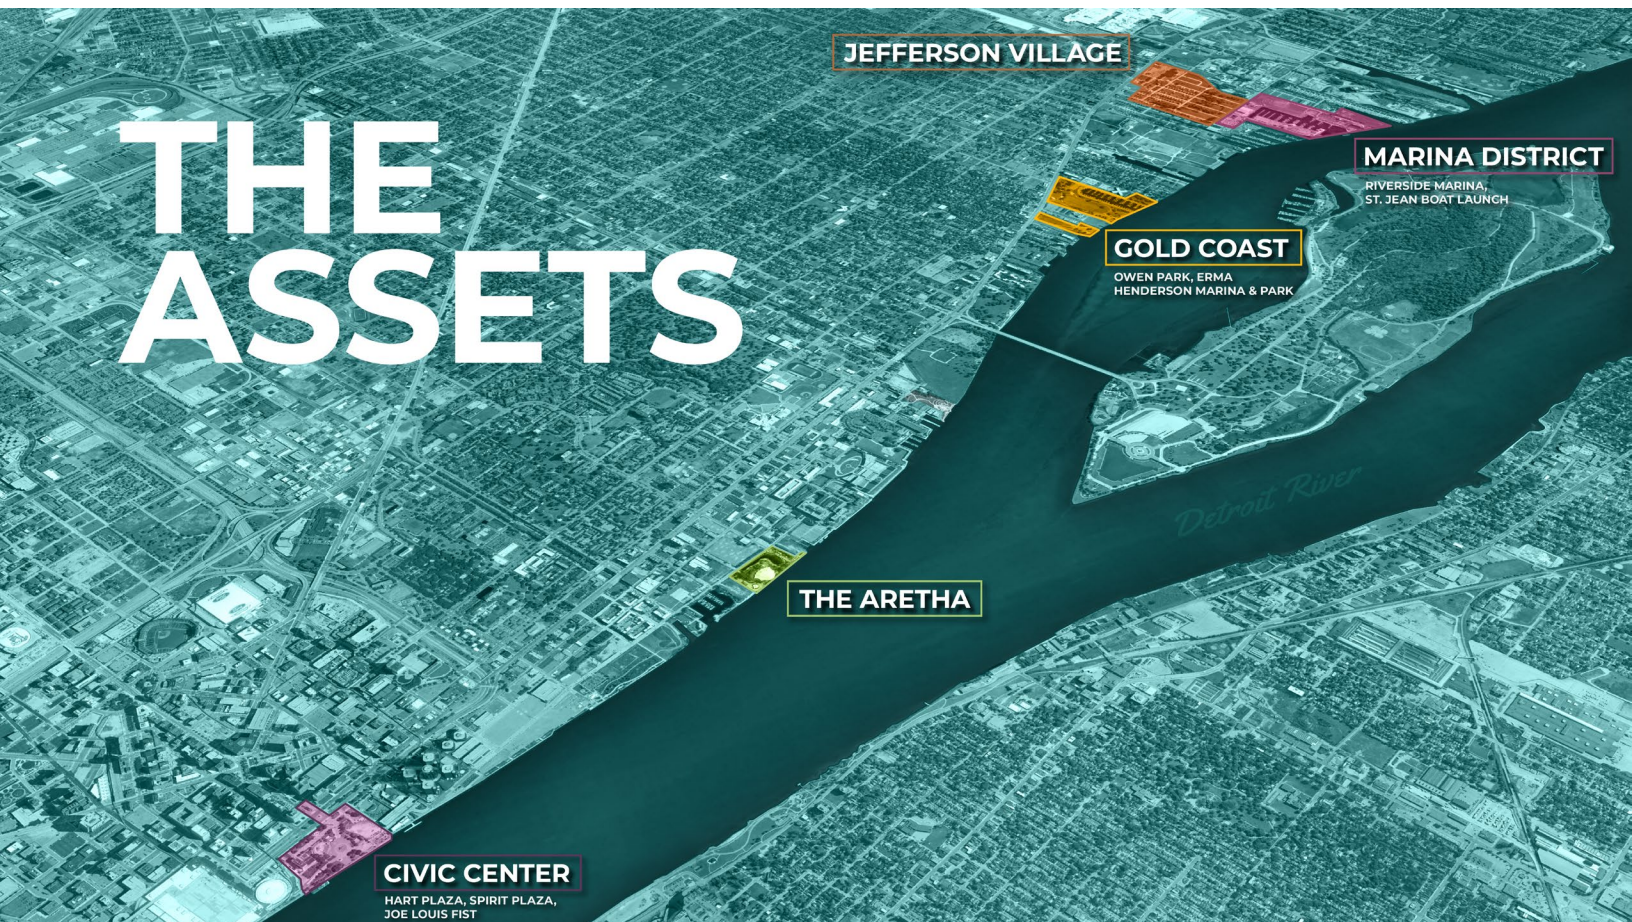 THE
ASSETS
JEFFERSON VILLAGE
MARINA DISTRICT
RIVERSIDE MARINA,
ST. JEAN BOAT LAUNCH
GOLD COAST
OWEN PARK, ERMA
HENDERSON MARINA & PARK
Detroit River
THE ARETHA
CIVIC CENTER
HART PLAZA, SPIRIT PLAZA,
JOE LOUIS FIST